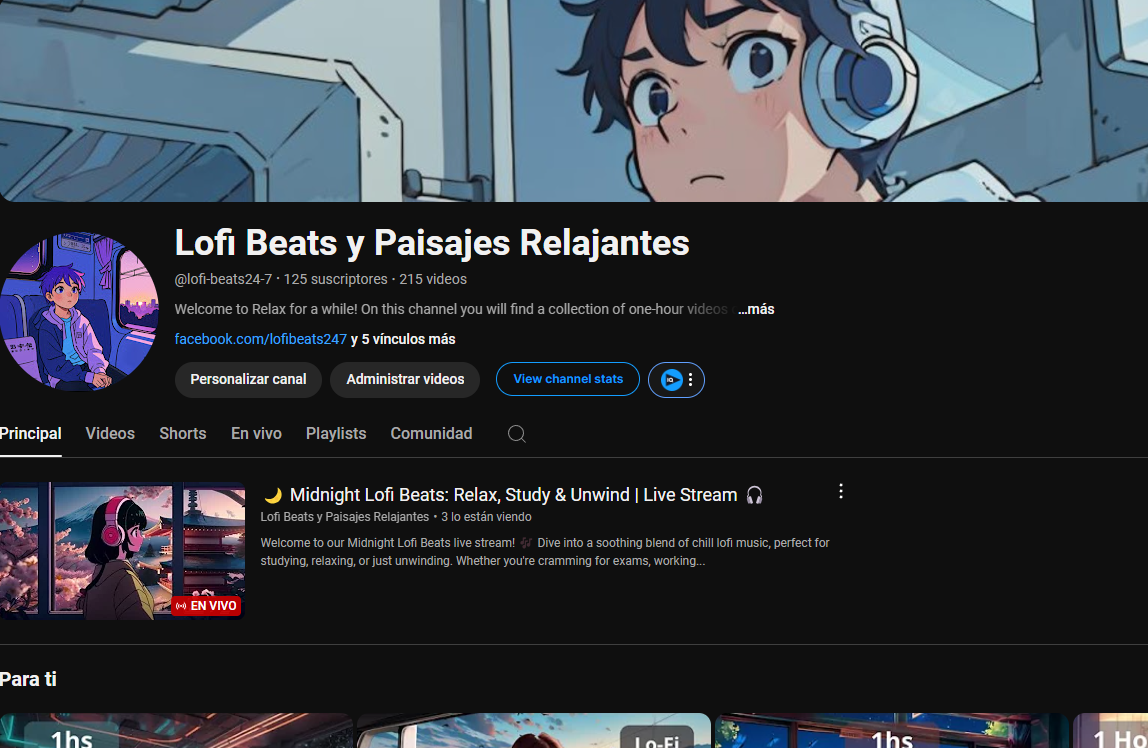 Lofi Beats y Paisajes Relajantes
@lofi-beats24-7 · 125 suscriptores · 215 videos
Welcome to Relax for a while! On this channel you will find a collection of one-hour videos ...más
facebook.com/lofibeats247 y 5 vínculos más
Personalizar canal
Administrar videos
View channel stats
IQ
Principal
Videos
Shorts
En vivo
Playlists
Comunidad
🌙 Midnight Lofi Beats: Relax, Study & Unwind | Live Stream 🎧
Lofi Beats y Paisajes Relajantes • 3 lo están viendo
Welcome to our Midnight Lofi Beats live stream! 🎶 Dive into a soothing blend of chill lofi music, perfect for
studying, relaxing, or just unwinding. Whether you're cramming for exams, working...
EN VIVO
Para ti
1hs
Lo-Fi
1hs